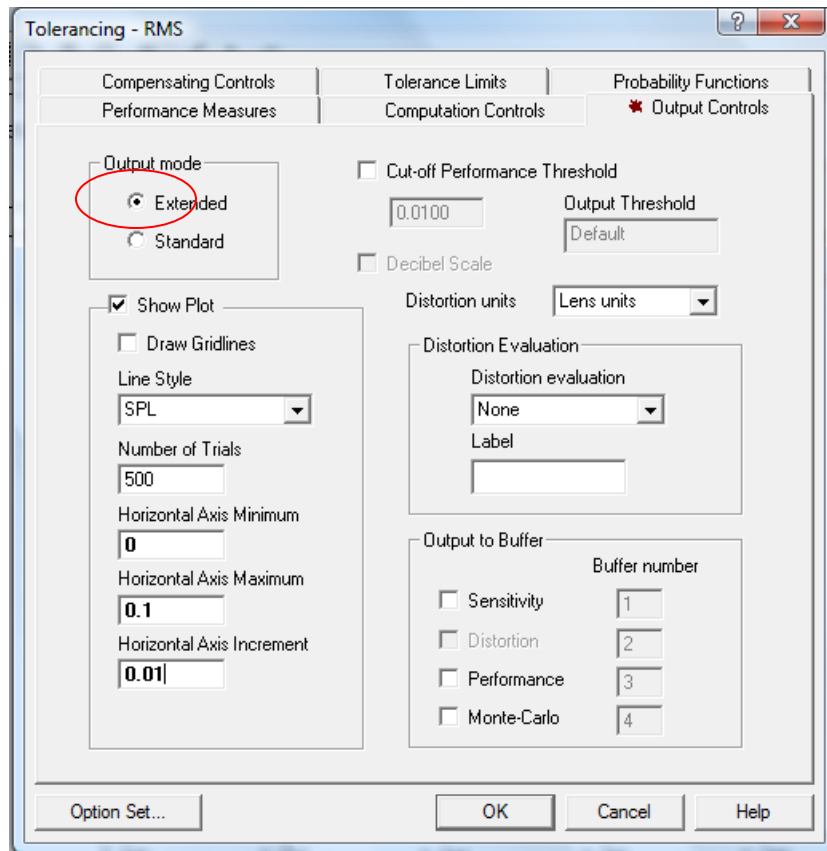 Tolerancing - RMS
Compensating Controls
Tolerance Limits
Probability Functions
Performance Measures
Computation Controls
Output Controls
Output mode
Extended
Standard
Cut-off Performance Threshold
0.0100
Output Threshold
Default
Decibel Scale
Distortion units
Lens units
Show Plot
Draw Gridlines
Line Style
SPL
Number of Trials
500
Horizontal Axis Minimum
0
Horizontal Axis Maximum
0.1
Horizontal Axis Increment
0.01
Distortion Evaluation
Distortion evaluation
None
Label
Output to Buffer
Buffer number
Sensitivity
1
Distortion
2
Performance
3
Monte-Carlo
4
Option Set...
OK
Cancel
Help